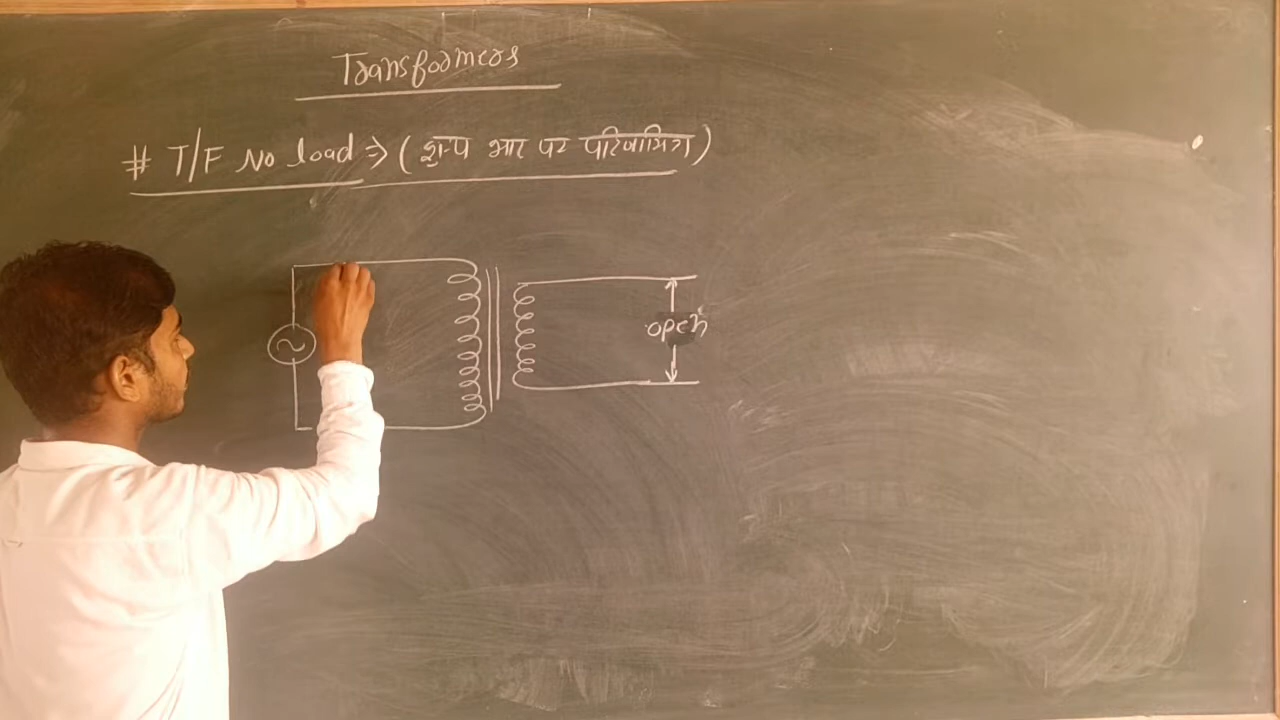 Transformers
# T/F No load => (शून्य भार पर परिणामित्र)
~
open